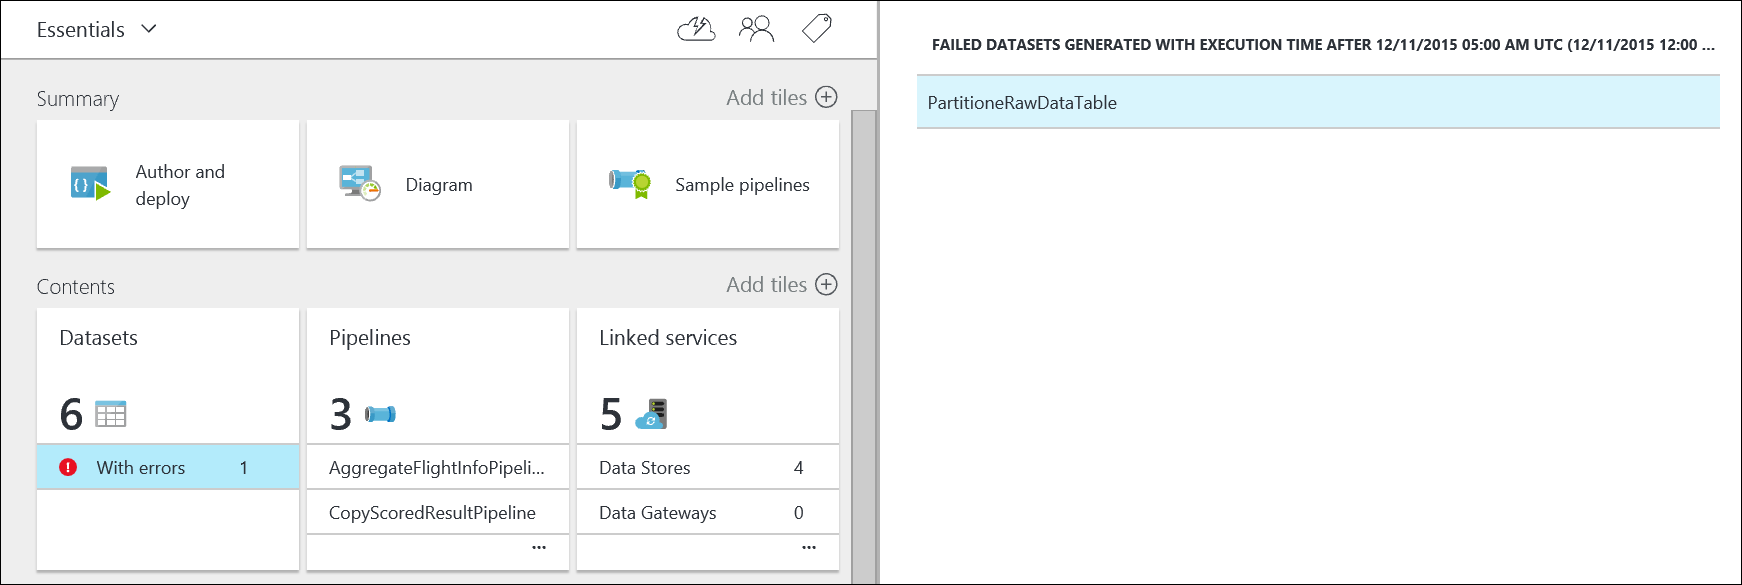 Essentials
Summary
Add tiles
Author and
deploy
Diagram
Sample pipelines
Contents
Add tiles
Datasets
6
With errors 1
Pipelines
3
AggregateFlightInfoPipeli...
CopyScoredResultPipeline
...
Linked services
5
Data Stores 4
Data Gateways 0
...
FAILED DATASETS GENERATED WITH EXECUTION TIME AFTER 12/11/2015 05:00 AM UTC (12/11/2015 12:00 ...
PartitioneRawDataTable